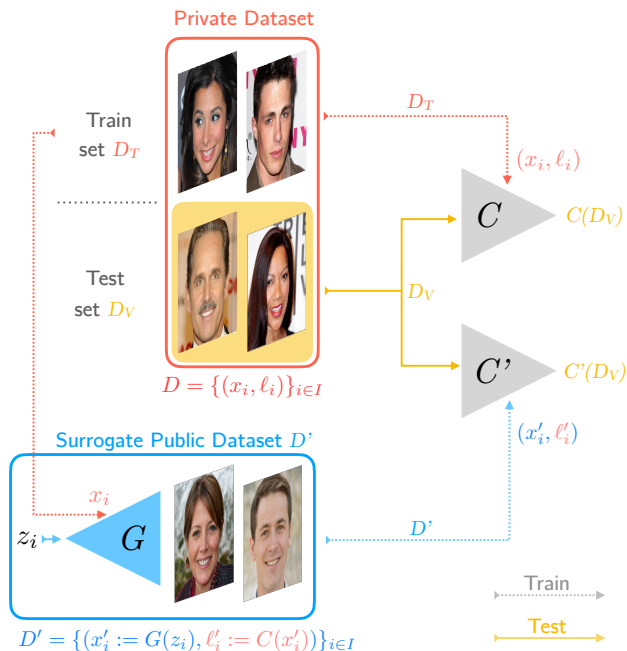 Private Dataset
Train
set D_T
Test
set D_V
D = {(x_i, ℓ_i)}_{i∈I}
D_T
(x_i, ℓ_i)
C
C(D_V)
D_V
C'
C'(D_V)
(x'_i, ℓ'_i)
Surrogate Public Dataset D'
x_i
z_i
G
D'
D' = {(x'_i := G(z_i), ℓ'_i := C(x'_i))}_{i∈I}
Train
Test